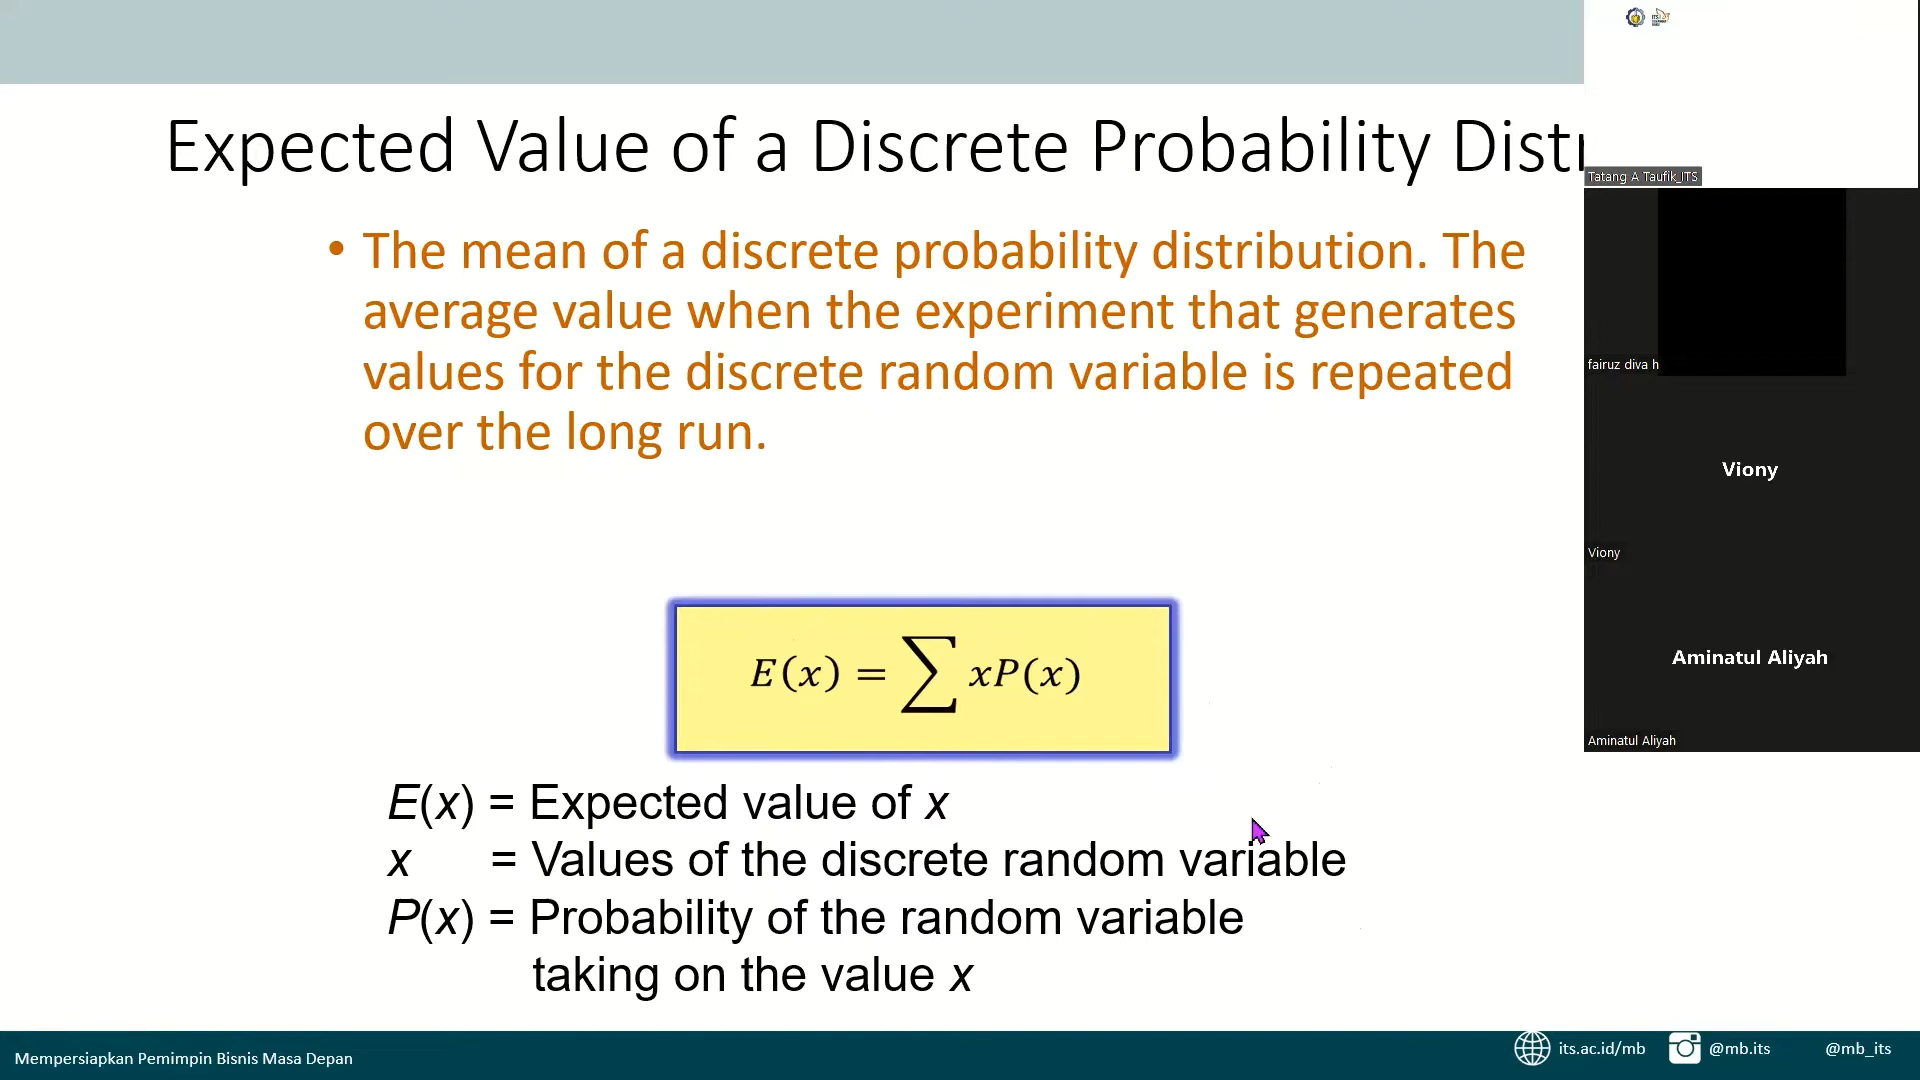 Expected Value of a Discrete Probability Distr
• The mean of a discrete probability distribution. The
average value when the experiment that generates
values for the discrete random variable is repeated
over the long run.
E(x) = ∑ xP(x)
E(x) = Expected value of x
x = Values of the discrete random variable
P(x) = Probability of the random variable
taking on the value x
Mempersiapkan Pemimpin Bisnis Masa Depan
its.ac.id/mb
@mb.its
@mb_its
Tatang A Taufik_ITS
fairuz diva h
Viony
Viony
Aminatul Aliyah
Aminatul Aliyah